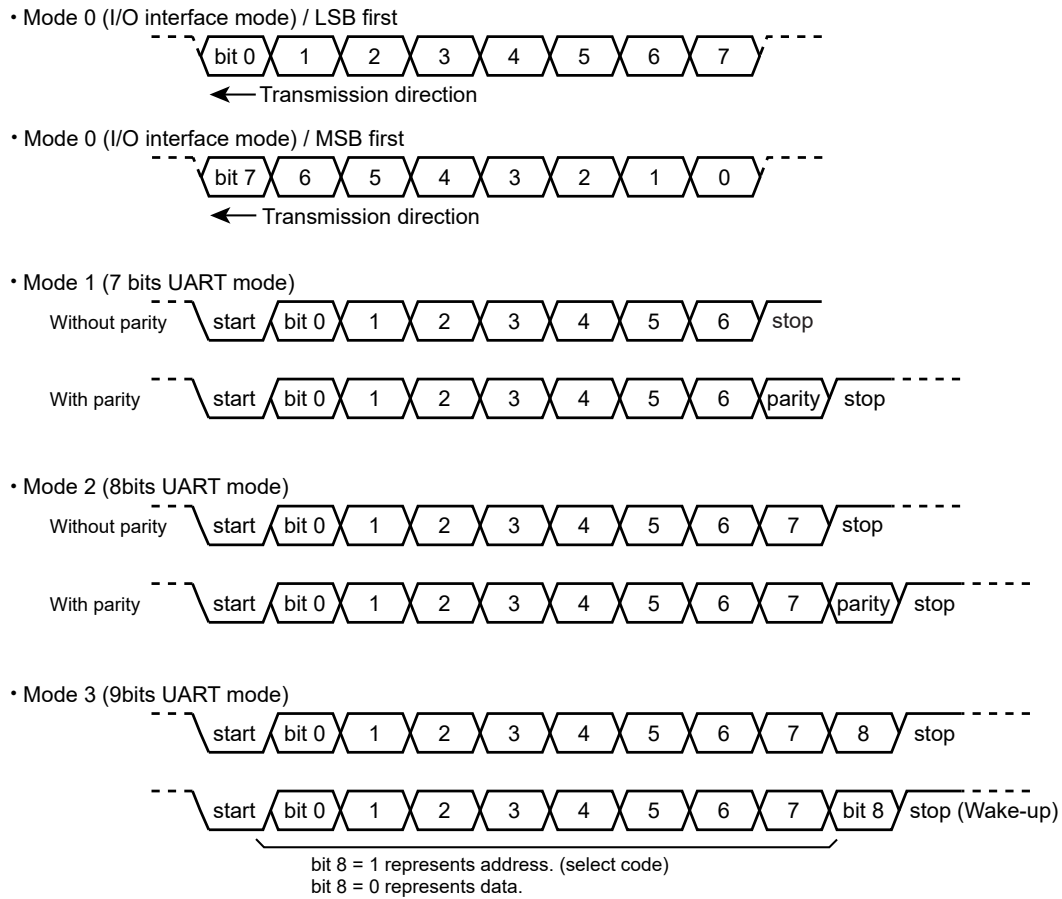 ・Mode 0 (I/O interface mode) / LSB first
bit 0 1 2 3 4 5 6 7
Transmission direction
・Mode 0 (I/O interface mode) / MSB first
bit 7 6 5 4 3 2 1 0
Transmission direction
・Mode 1 (7 bits UART mode)
Without parity start bit 0 1 2 3 4 5 6 stop
With parity start bit 0 1 2 3 4 5 6 parity stop
・Mode 2 (8bits UART mode)
Without parity start bit 0 1 2 3 4 5 6 7 stop
With parity start bit 0 1 2 3 4 5 6 7 parity stop
・Mode 3 (9bits UART mode)
start bit 0 1 2 3 4 5 6 7 8 stop
start bit 0 1 2 3 4 5 6 7 bit 8 stop (Wake-up)
bit 8 = 1 represents address. (select code)
bit 8 = 0 represents data.